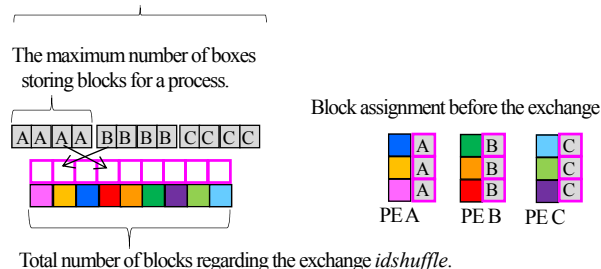 The maximum number of boxes
storing blocks for a process.
A A A A B B B B C C C C
Total number of blocks regarding the exchange idshuffle.
Block assignment before the exchange
A B C
A B C
A B C
PE A PE B PE C